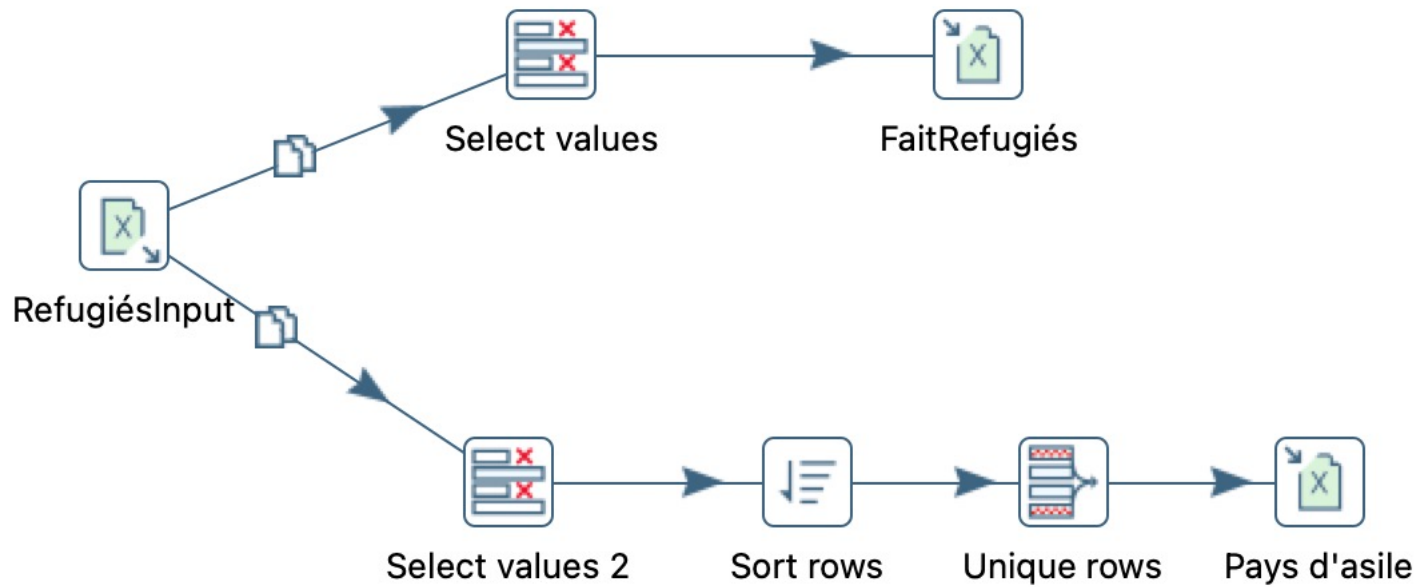 Select values
FaitRefugiés
RefugiésInput
Select values 2
Sort rows
Unique rows
Pays d'asile